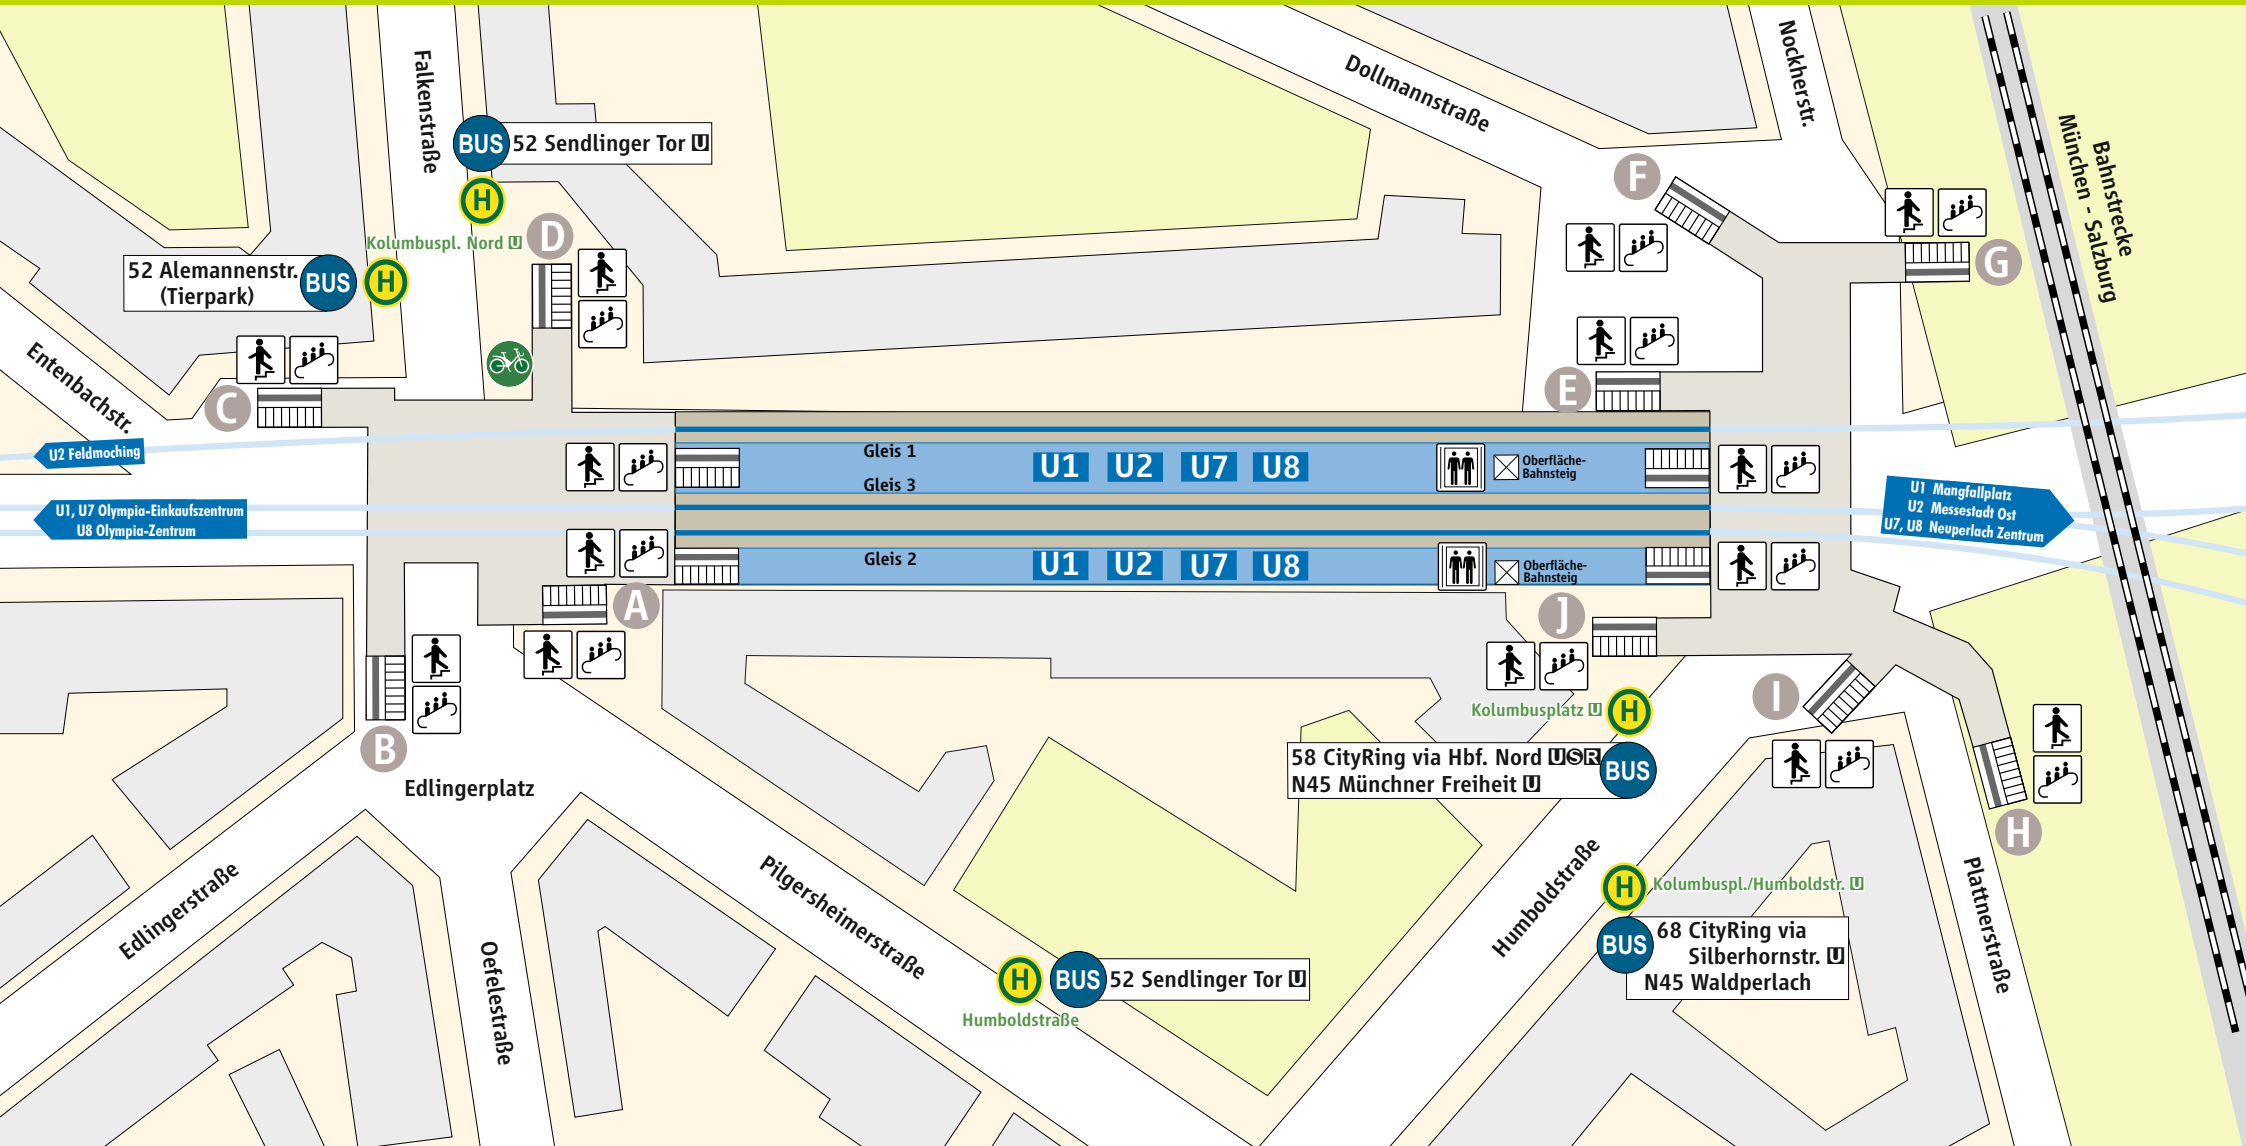 Falkenstraße
BUS
52 Sendlinger Tor U
H
Kolumbuspl. Nord U
D
52 Alemannenstr.
(Tierpark)
BUS
H
Entenbachstr.
C
Dollmannstraße
Nockherstr.
F
G
E
Bahnstrecke
München - Salzburg
U2 Feldmoching
U1, U7 Olympia-Einkaufszentrum
U8 Olympia-Zentrum
Gleis 1
Gleis 3
U1 U2 U7 U8
Oberfläche-
Bahnsteig
Gleis 2
U1 U2 U7 U8
Oberfläche-
Bahnsteig
U1 Mangfallplatz
U2 Messestadt Ost
U7, U8 Neuperlach Zentrum
A
B
J
I
H
Edlingerplatz
Kolumbusplatz U
H
58 CityRing via Hbf. Nord U S R
N45 Münchner Freiheit U
BUS
Edlingerstraße
Oefelestraße
Pilgersheimerstraße
Humboldtstraße
Plattnerstraße
H
Kolumbuspl./Humboldstr. U
BUS
68 CityRing via
Silberhornstr. U
N45 Waldperlach
H
BUS
52 Sendlinger Tor U
Humboldstraße